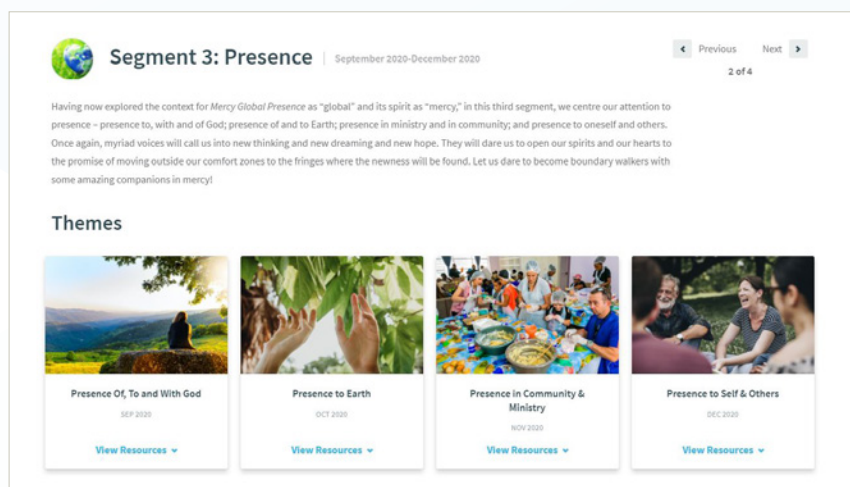 Segment 3: Presence
September 2020-December 2020
Previous
Next
2 of 4
Having now explored the context for Mercy Global Presence as “global” and its spirit as “mercy,” in this third segment, we centre our attention to
presence – presence to, with and of God; presence of and to Earth; presence in ministry and in community; and presence to oneself and others.
Once again, myriad voices will call us into new thinking and new dreaming and new hope. They will dare us to open our spirits and our hearts to
the promise of moving outside our comfort zones to the fringes where the newness will be found. Let us dare to become boundary walkers with
some amazing companions in mercy!
Themes
Presence Of, To and With God
SEP 2020
View Resources
Presence to Earth
OCT 2020
View Resources
Presence in Community &
Ministry
NOV 2020
View Resources
Presence to Self & Others
DEC 2020
View Resources